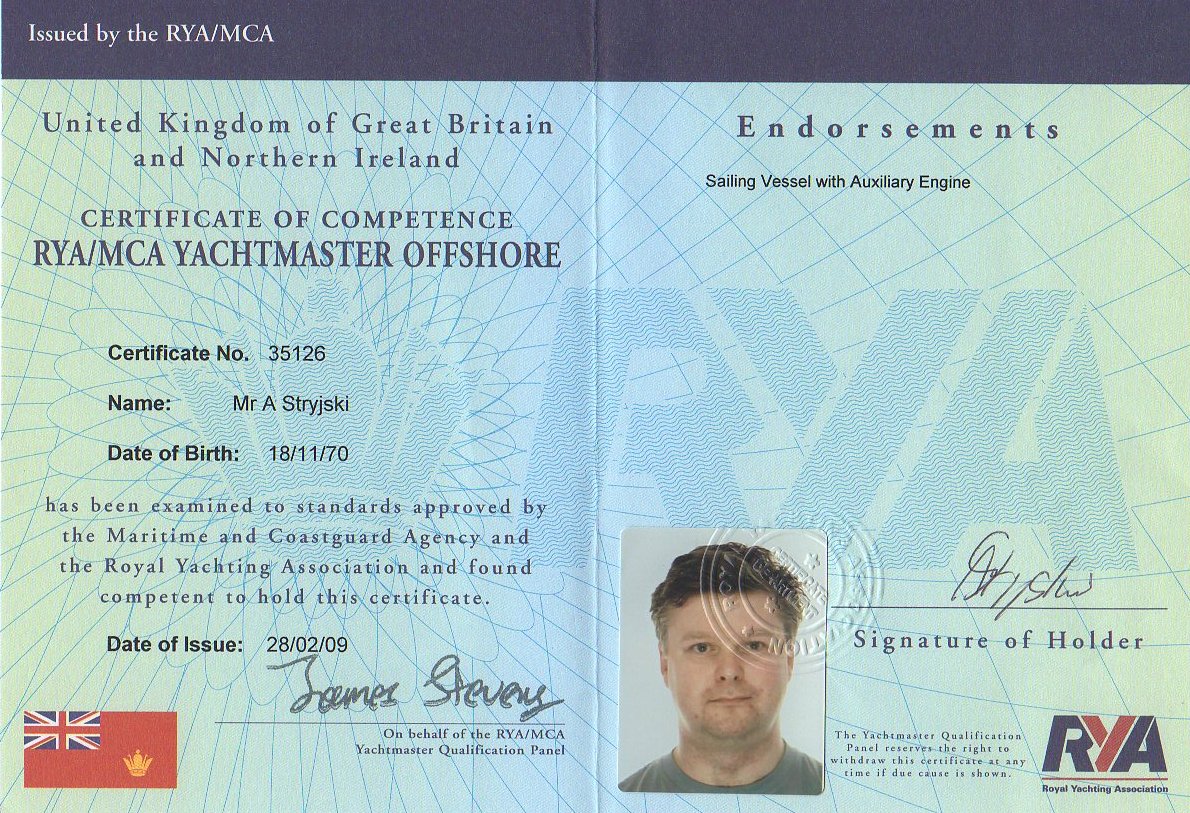 Issued by the RYA/MCA
United Kingdom of Great Britain
and Northern Ireland
CERTIFICATE OF COMPETENCE
RYA/MCA YACHTMASTER OFFSHORE
Certificate No. 35126
Name: Mr A Stryjski
Date of Birth: 18/11/70
has been examined to standards approved by
the Maritime and Coastguard Agency and
the Royal Yachting Association and found
competent to hold this certificate.
Date of Issue: 28/02/09
James Stevens
On behalf of the RYA/MCA
Yachtmaster Qualification Panel
Endorsements
Sailing Vessel with Auxiliary Engine
RYA
Signature of Holder
The Yachtmaster Qualification
Panel reserves the right to
withdraw this certificate at any
time if due cause is shown.
RYA
Royal Yachting Association